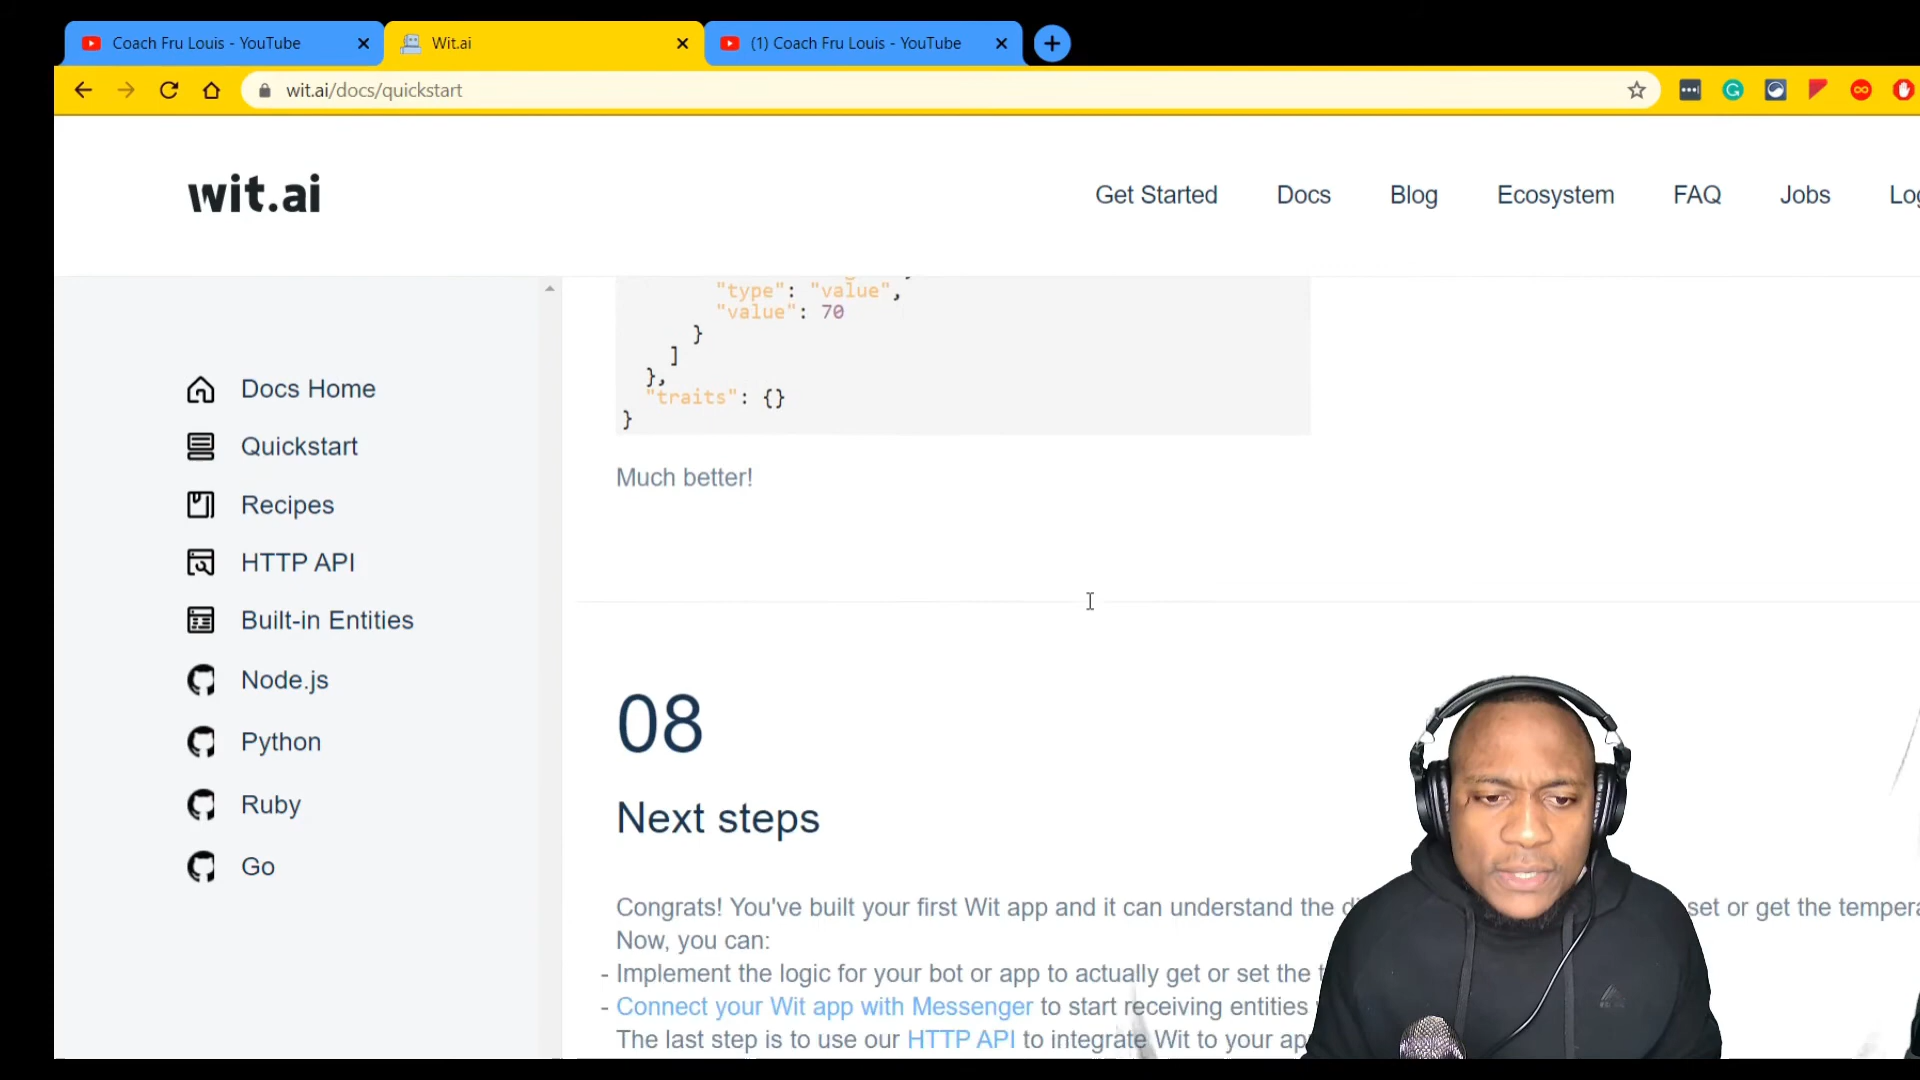 Coach Fru Louis - YouTube
Wit.ai
(1) Coach Fru Louis - YouTube
wit.ai/docs/quickstart
wit.ai
Get Started
Docs
Blog
Ecosystem
FAQ
Jobs
Docs Home
Quickstart
Recipes
HTTP API
Built-in Entities
Node.js
Python
Ruby
Go
"type": "value",
"value": 70
}
]
},
"traits": {}
}
Much better!
08
Next steps
Congrats! You've built your first Wit app and it can understand the set or get the
Now, you can:
- Implement the logic for your bot or app to actually get or set the
- Connect your Wit app with Messenger to start receiving entities
The last step is to use our HTTP API to integrate Wit to your